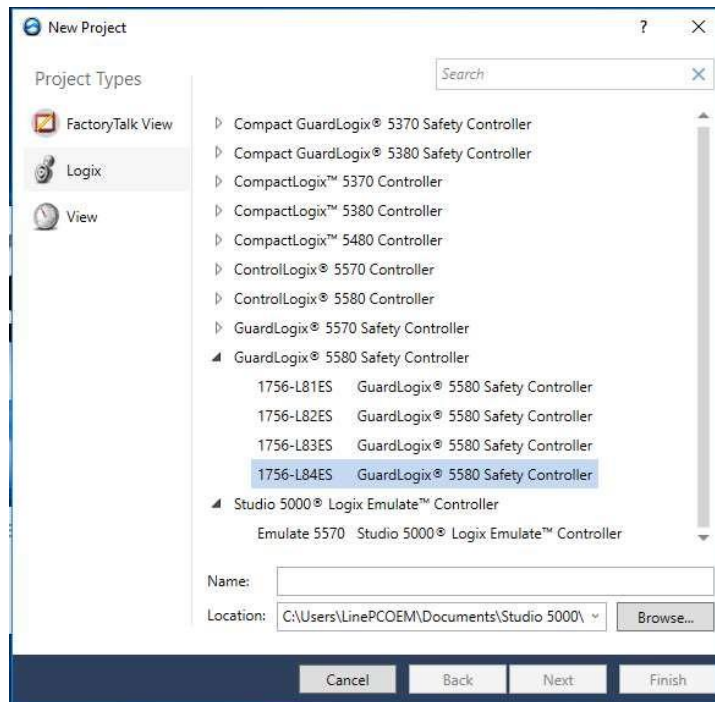 New Project
?
Project Types
Search
FactoryTalk View
Logix
View
Compact GuardLogix® 5370 Safety Controller
Compact GuardLogix® 5380 Safety Controller
CompactLogix™ 5370 Controller
CompactLogix™ 5380 Controller
CompactLogix™ 5480 Controller
ControlLogix® 5570 Controller
ControlLogix® 5580 Controller
GuardLogix® 5570 Safety Controller
GuardLogix® 5580 Safety Controller
1756-L81ES GuardLogix® 5580 Safety Controller
1756-L82ES GuardLogix® 5580 Safety Controller
1756-L83ES GuardLogix® 5580 Safety Controller
1756-L84ES GuardLogix® 5580 Safety Controller
Studio 5000® Logix Emulate™ Controller
Emulate 5570 Studio 5000® Logix Emulate™ Controller
Name:
Location: C:\Users\LinePCOEM\Documents\Studio 5000\ Browse...
Cancel Back Next Finish